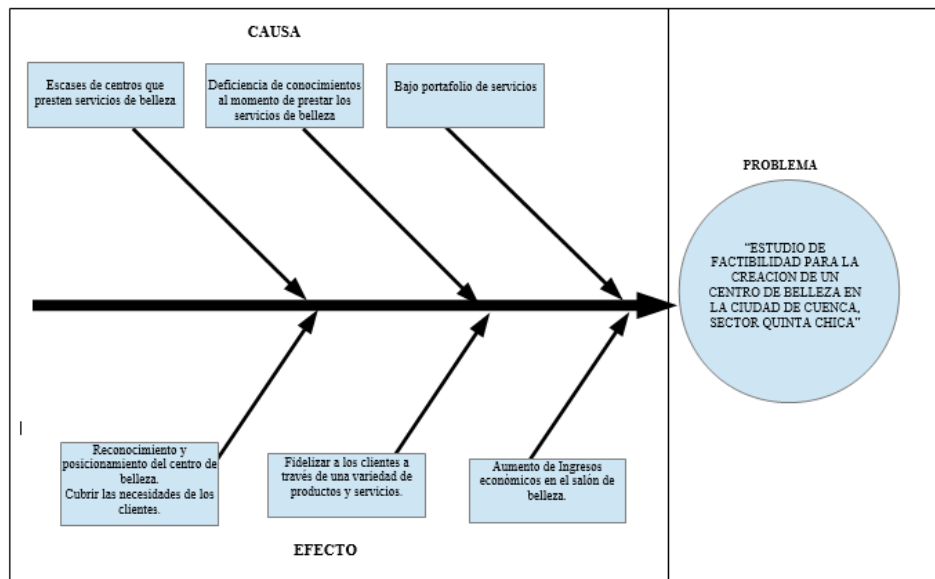 CAUSA
Escases de centros que
presten servicios de belleza
Deficiencia de conocimientos
al momento de prestar los
servicios de belleza
Bajo portafolio de servicios
PROBLEMA
“ESTUDIO DE
FACTIBILIDAD PARA LA
CREACION DE UN
CENTRO DE BELLEZA EN
LA CIUDAD DE CUENCA,
SECTOR QUINTA CHICA”
Reconocimiento y
posicionamiento del centro de
belleza.
Cubrir las necesidades de los
clientes.
Fidelizar a los clientes a
través de una variedad de
productos y servicios.
Aumento de Ingresos
económicos en el salón de
belleza.
EFECTO